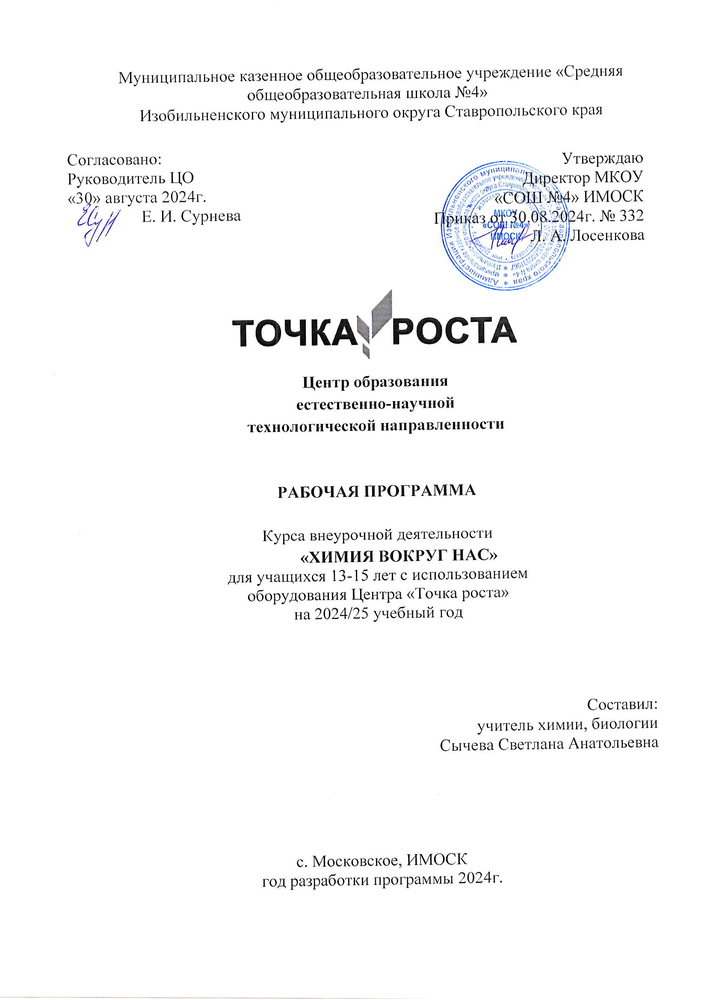 Муниципальное казенное общеобразовательное учреждение «Средняя
общеобразовательная школа №4»
Изобильненского муниципального округа Ставропольского края
Согласовано:
Руководитель ЦО
«30» августа 2024г.
Е. И. Сурнева
Утверждаю
Директор МКОУ
«СОШ №4» ИМОСК
Приказ от 30.08.2024г. № 332
Л. А. Лосенкова
МКОУ
«СОШ №4»
ИМОСК
ТОЧКА РОСТА
Центр образования
естественно-научной
технологической направленности
РАБОЧАЯ ПРОГРАММА
Курса внеурочной деятельности
«ХИМИЯ ВОКРУГ НАС»
для учащихся 13-15 лет с использованием
оборудования Центра «Точка роста»
на 2024/25 учебный год
Составил:
учитель химии, биологии
Сычева Светлана Анатольевна
с. Московское, ИМОСК
год разработки программы 2024г.